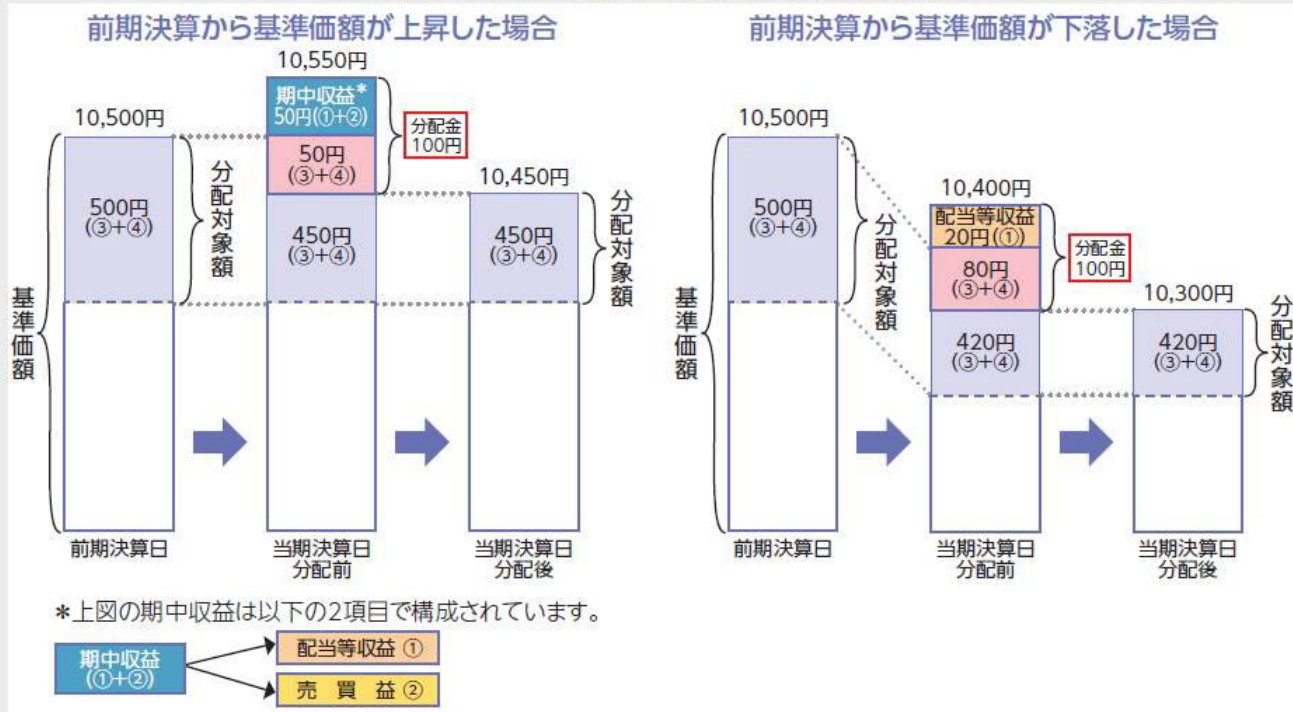 前期決算から基準価額が上昇した場合
10,500円
500円
(③+④)
分配対象額
基準価額
前期決算日
10,550円
期中収益*
50円(①+②)
50円
(③+④)
450円
(③+④)
分配金
100円
当期決算日
分配前
10,450円
450円
(③+④)
分配対象額
当期決算日
分配後
*上図の期中収益は以下の2項目で構成されています。
期中収益
(①+②)
配当等収益 ①
売 買 益 ②
前期決算から基準価額が下落した場合
10,500円
500円
(③+④)
分配対象額
基準価額
前期決算日
10,400円
配当等収益
20円(①)
80円
(③+④)
420円
(③+④)
分配金
100円
当期決算日
分配前
10,300円
420円
(③+④)
分配対象額
当期決算日
分配後